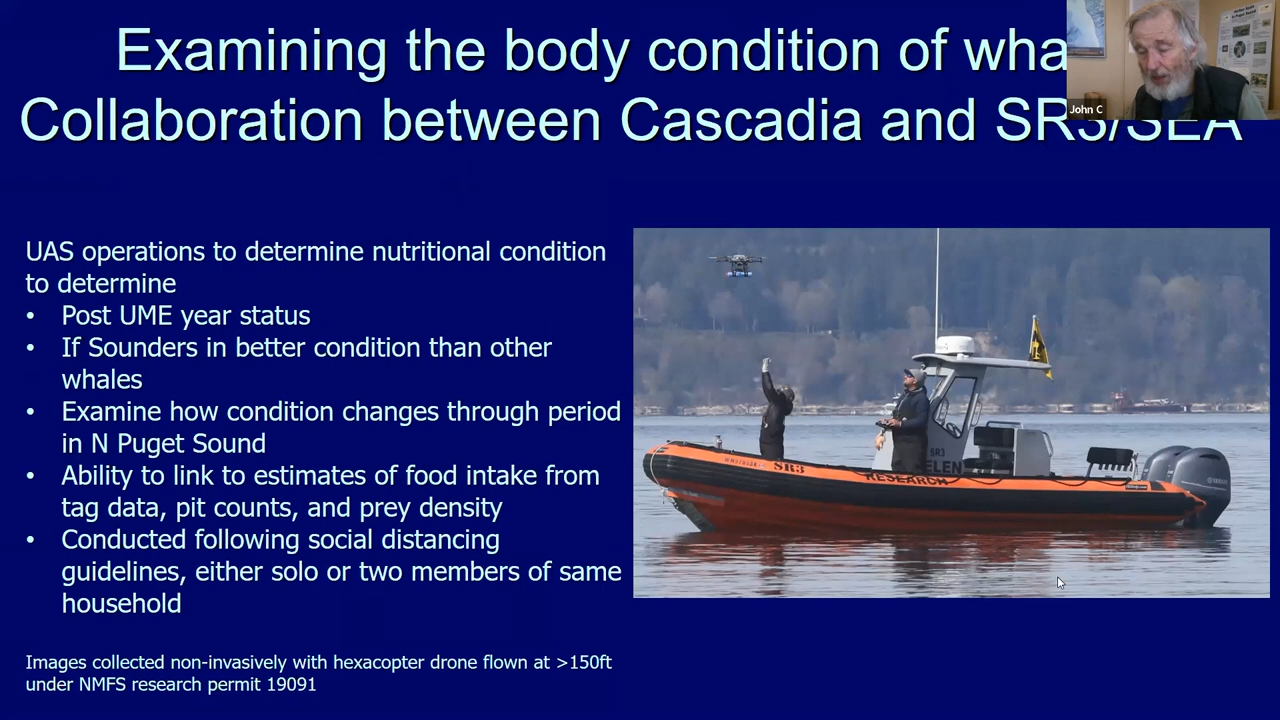 Examining the body condition of wha
Collaboration between Cascadia and SR3/SEA
John C
UAS operations to determine nutritional condition
to determine
• Post UME year status
• If Sounders in better condition than other
whales
• Examine how condition changes through period
in N Puget Sound
• Ability to link to estimates of food intake from
tag data, pit counts, and prey density
• Conducted following social distancing
guidelines, either solo or two members of same
household
Images collected non-invasively with hexacopter drone flown at >150ft
under NMFS research permit 19091
SR3
RESEARCH
SR3
ELEN
YAMAHA